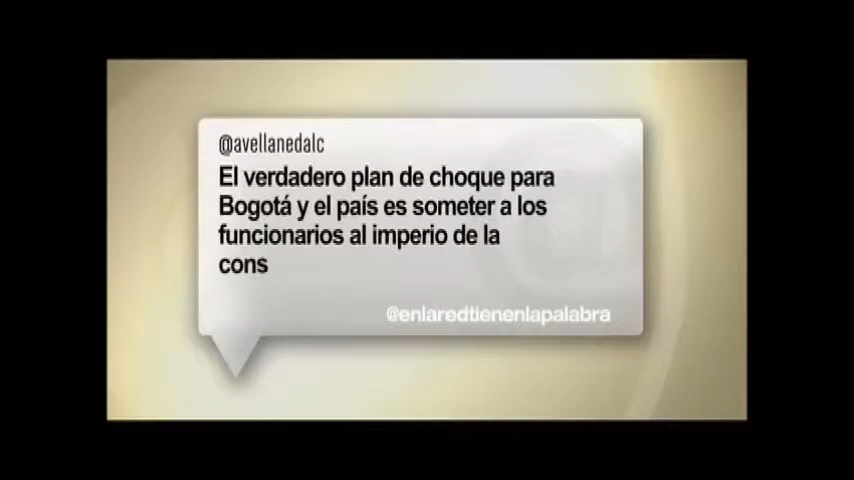 @avellanedalc
El verdadero plan de choque para
Bogotá y el país es someter a los
funcionarios al imperio de la
cons
@enlaredtienenlapalabra